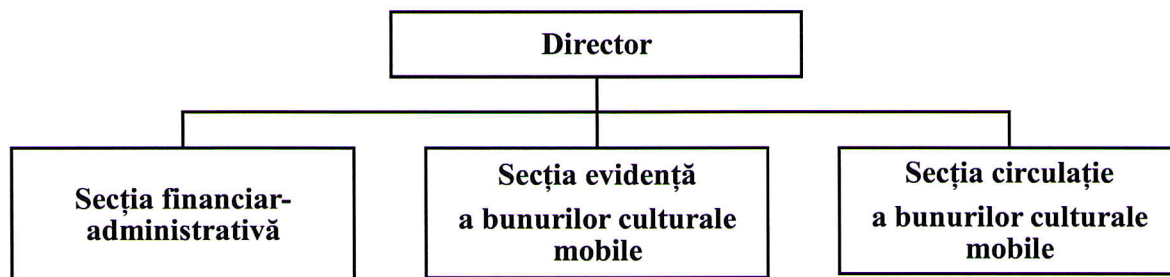 Director
Secția financiar-
administrativă
Secția evidență
a bunurilor culturale
mobile
Secția circulație
a bunurilor culturale
mobile